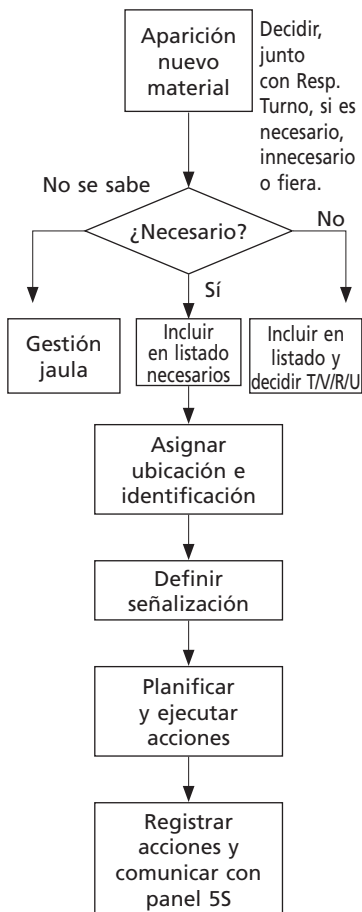 Aparición
nuevo
material
Decidir,
junto
con Resp.
Turno, si es
necesario,
innecesario
o fiera.
No se sabe
¿Necesario?
No
Sí
Gestión
jaula
Incluir
en listado
necesarios
Incluir en
listado y
decidir T/V/R/U
Asignar
ubicación e
identificación
Definir
señalización
Planificar
y ejecutar
acciones
Registrar
acciones y
comunicar con
panel 5S